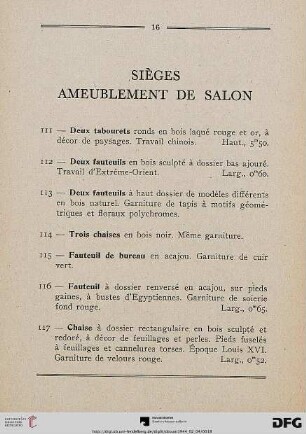 16
SIÈGES
AMEUBLEMENT DE SALON
111 — Deux tabourets ronds en bois laqué rouge et or, à
décor de paysages. Travail chinois. Haut., 5m50.
112 — Deux fauteuils en bois sculpté à dossier bas ajouré.
Travail d'Extrême-Orient. Larg., 0m60.
113 — Deux fauteuils à haut dossier de modèles différents
en bois naturel. Garniture de tapis à motifs géomé-
triques et floraux polychromes.
114 — Trois chaises en bois noir. Même garniture.
115 — Fauteuil de bureau en acajou. Garniture de cuir
vert.
116 — Fauteuil à dossier renversé en acajou, sur pieds
gaines, à bustes d'Egyptiennes. Garniture de soierie
fond rouge. Larg., 0m65.
127 — Chaise à dossier rectangulaire en bois sculpté et
redoré, à décor de feuillages et perles. Pieds fuselés
à feuillages et cannelures torses. Époque Louis XVI.
Garniture de velours rouge. Larg., 0m52.
DFG